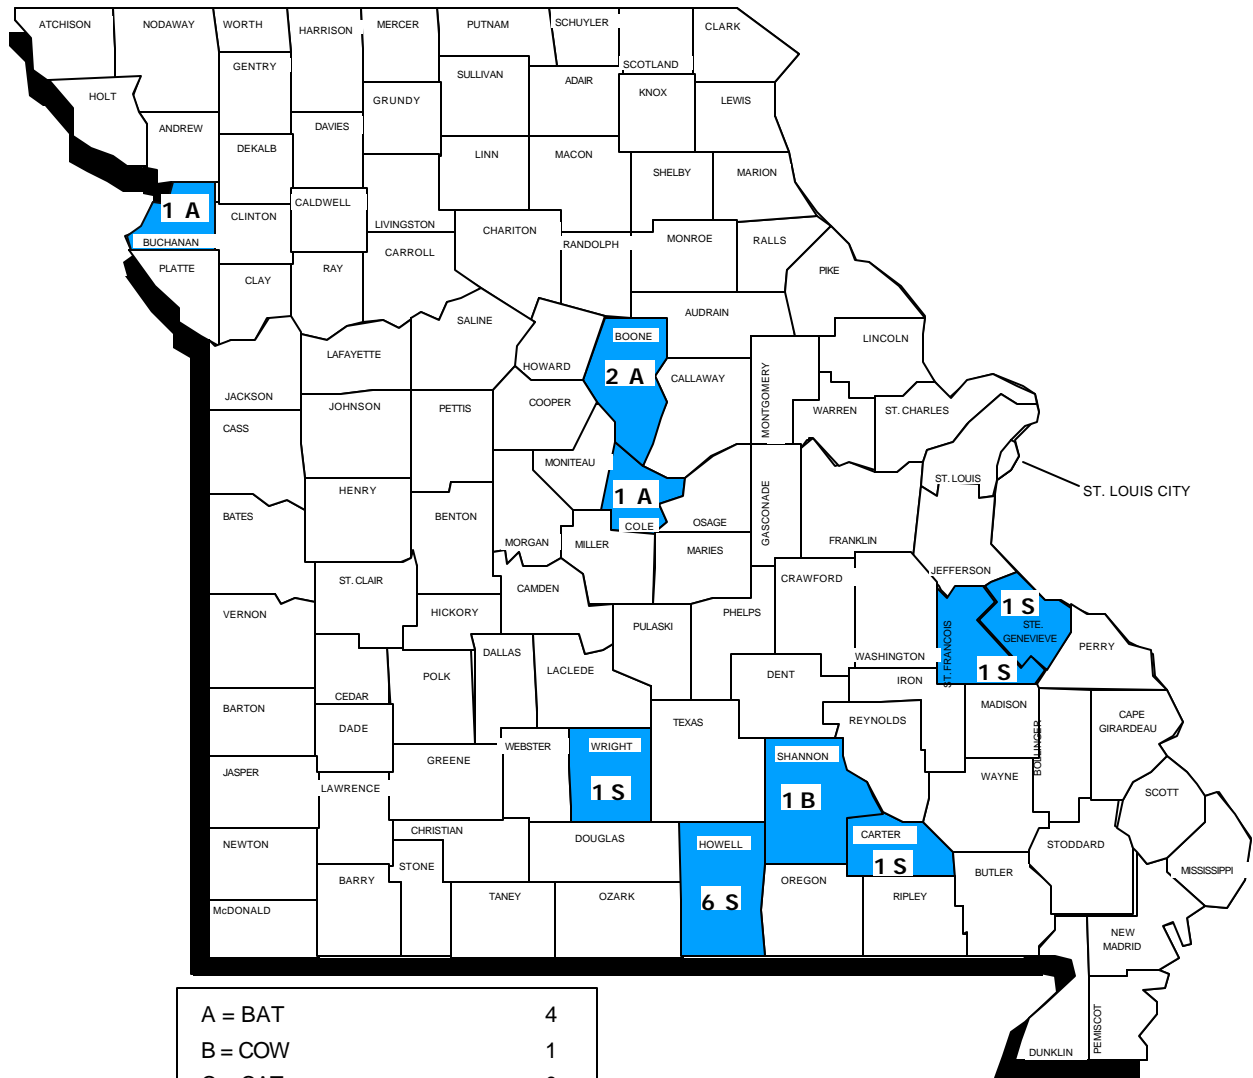 ATCHISON
NODAWAY
WORTH
HARRISON
MERCER
PUTNAM
SCHUYLER
SCOTLAND
CLARK
GENTRY
SULLIVAN
ADAIR
KNOX
LEWIS
HOLT
GRUNDY
ANDREW
DAVIES
DEKALB
LINN
MACON
SHELBY
MARION
1 A
BUCHANAN
CLINTON
CALDWELL
LIVINGSTON
CHARITON
RANDOLPH
MONROE
RALLS
PLATTE
CLAY
RAY
CARROLL
PIKE
AUDRAIN
SALINE
BOONE
2 A
LINCOLN
LAFAYETTE
HOWARD
CALLAWAY
MONTGOMERY
JACKSON
JOHNSON
PETTIS
COOPER
WARREN
ST. CHARLES
CASS
MONITEAU
ST. LOUIS
ST. LOUIS CITY
HENRY
1 A
COLE
OSAGE
GASCONADE
BATES
BENTON
MORGAN
MILLER
MARIES
FRANKLIN
JEFFERSON
ST. CLAIR
CAMDEN
CRAWFORD
1 S
STE.
GENEVIEVE
VERNON
HICKORY
PULASKI
PHELPS
WASHINGTON
ST. FRANCOIS
1 S
PERRY
DALLAS
LACLEDE
DENT
IRON
CEDAR
POLK
BARTON
DADE
TEXAS
REYNOLDS
MADISON
BOLLINGER
CAPE
GIRARDEAU
GREENE
WEBSTER
WRIGHT
1 S
SHANNON
1 B
JASPER
LAWRENCE
WAYNE
SCOTT
NEWTON
CHRISTIAN
DOUGLAS
HOWELL
6 S
CARTER
1 S
STODDARD
MISSISSIPPI
BARRY
STONE
TANEY
OZARK
OREGON
RIPLEY
BUTLER
McDONALD
NEW
MADRID
DUNKLIN
PEMISCOT
A = BAT 4
B = COW 1